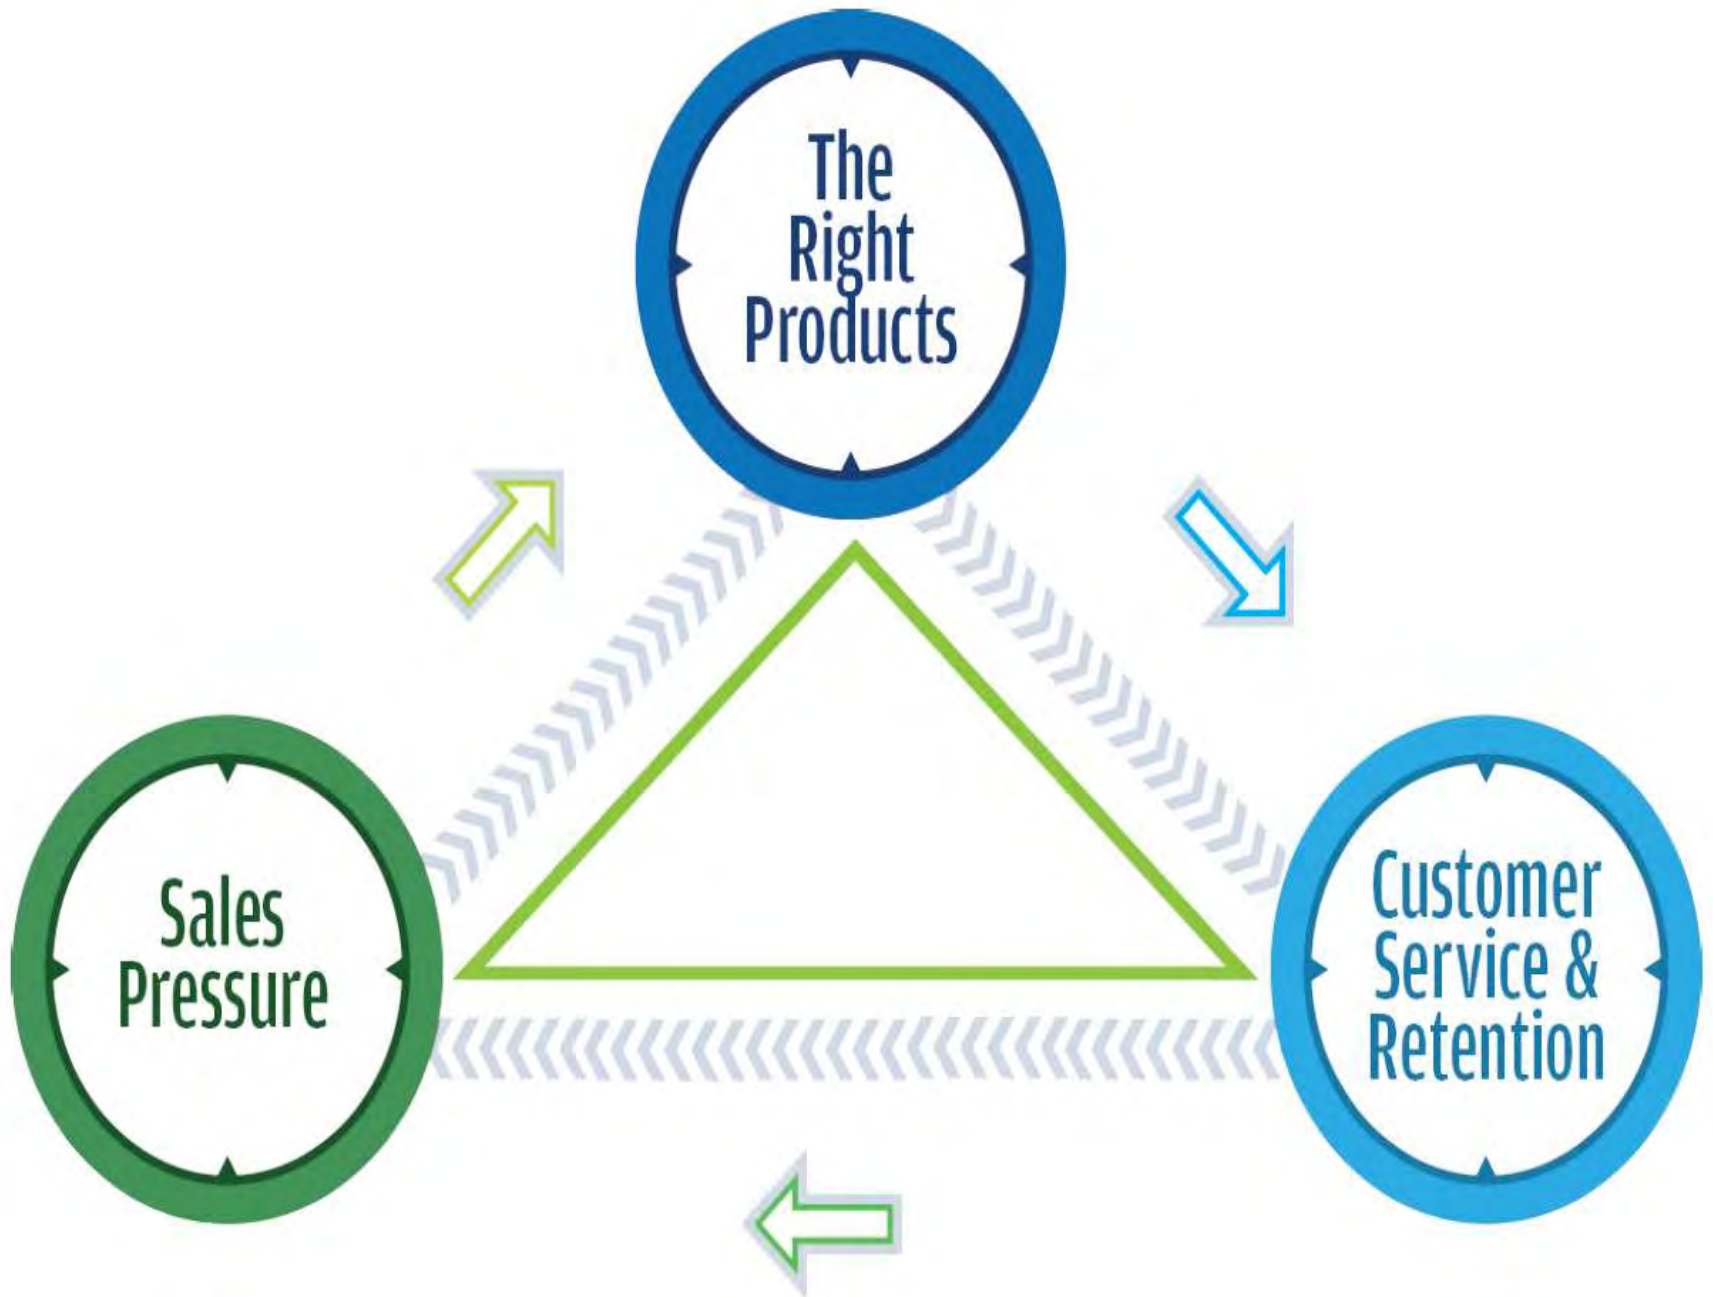 The
Right
Products
Sales
Pressure
Customer
Service &
Retention